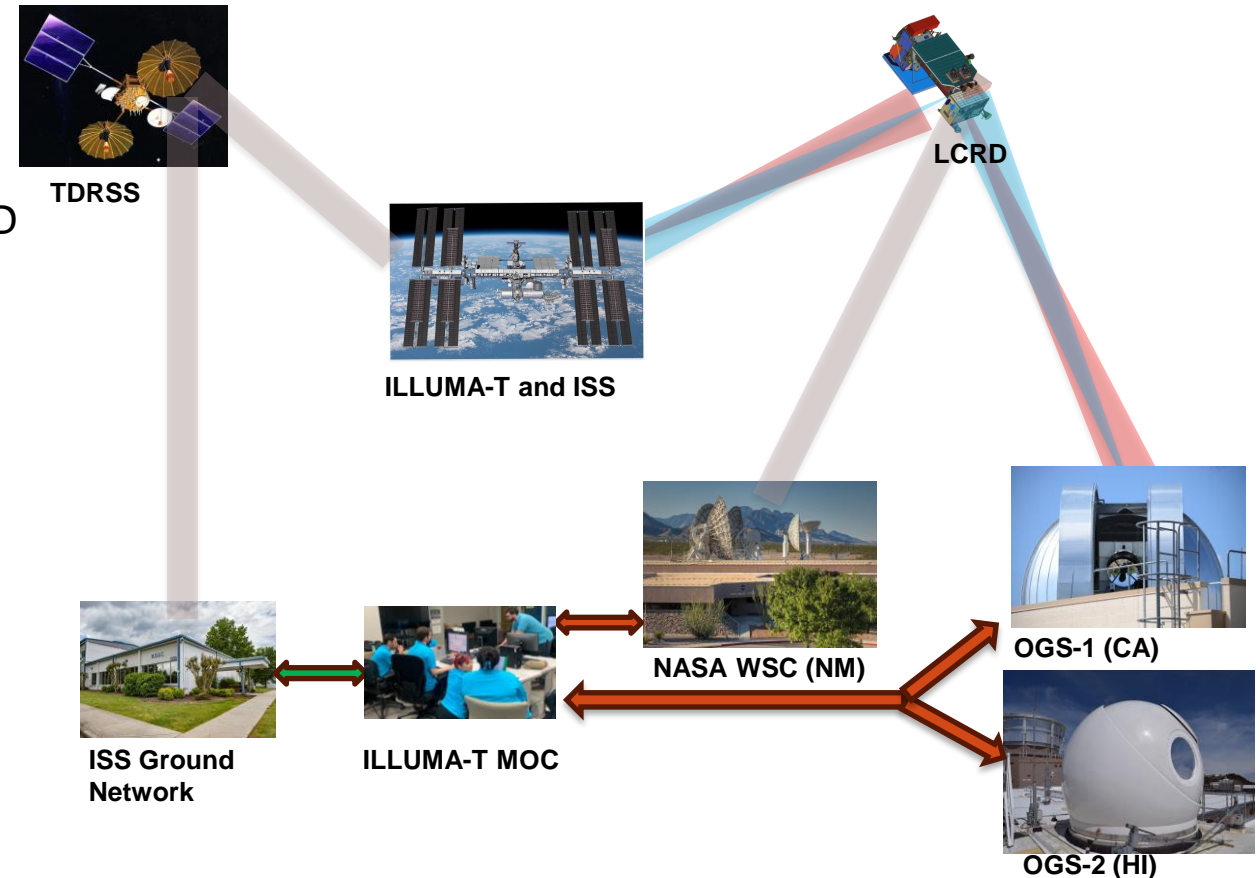 TDRSS
LCRD
D
ILLUMA-T and ISS
NASA WSC (NM)
OGS-1 (CA)
ISS Ground
Network
ILLUMA-T MOC
OGS-2 (HI)